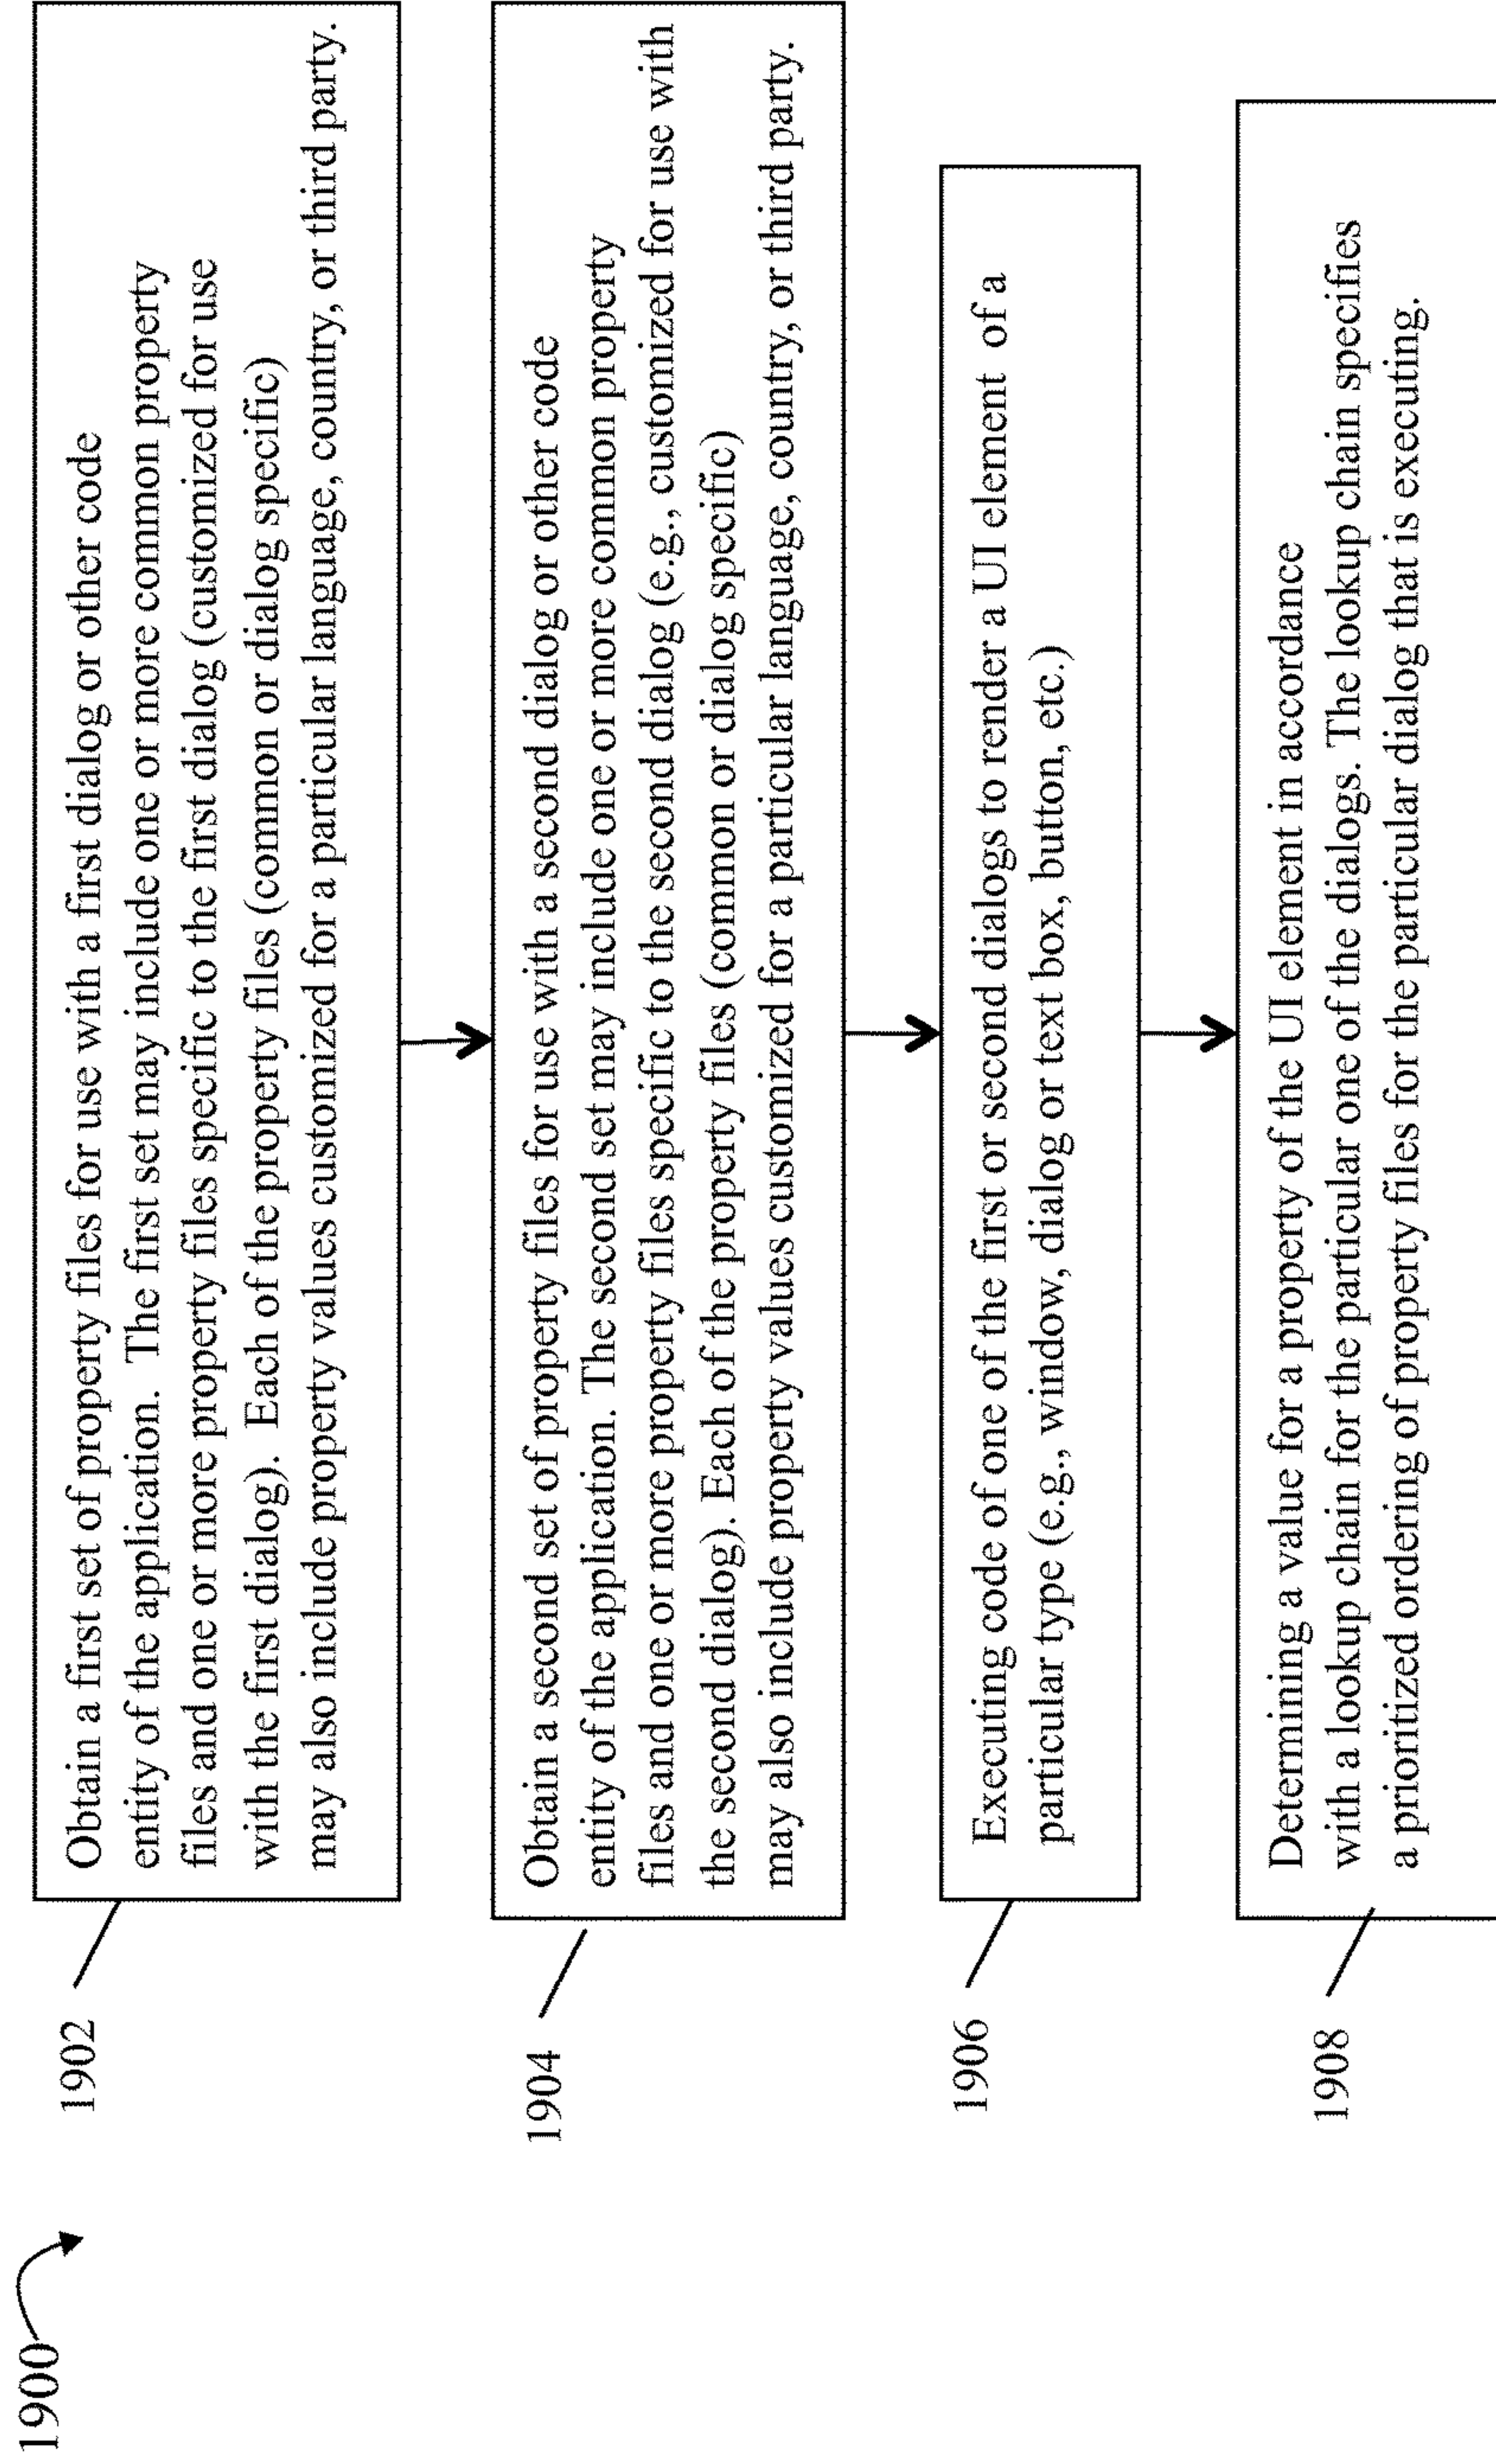 1900
1902
Obtain a first set of property files for use with a first dialog or other code
entity of the application. The first set may include one or more common property
files and one or more property files specific to the first dialog (customized for use
with the first dialog). Each of the property files (common or dialog specific)
may also include property values customized for a particular language, country, or third party.
1904
Obtain a second set of property files for use with a second dialog or other code
entity of the application. The second set may include one or more common property
files and one or more property files specific to the second dialog (e.g., customized for use with
the second dialog). Each of the property files (common or dialog specific)
may also include property values customized for a particular language, country, or third party.
1906
Executing code of one of the first or second dialogs to render a UI element of a
particular type (e.g., window, dialog or text box, button, etc.)
1908
Determining a value for a property of the UI element in accordance
with a lookup chain for the particular one of the dialogs. The lookup chain specifies
a prioritized ordering of property files for the particular dialog that is executing.